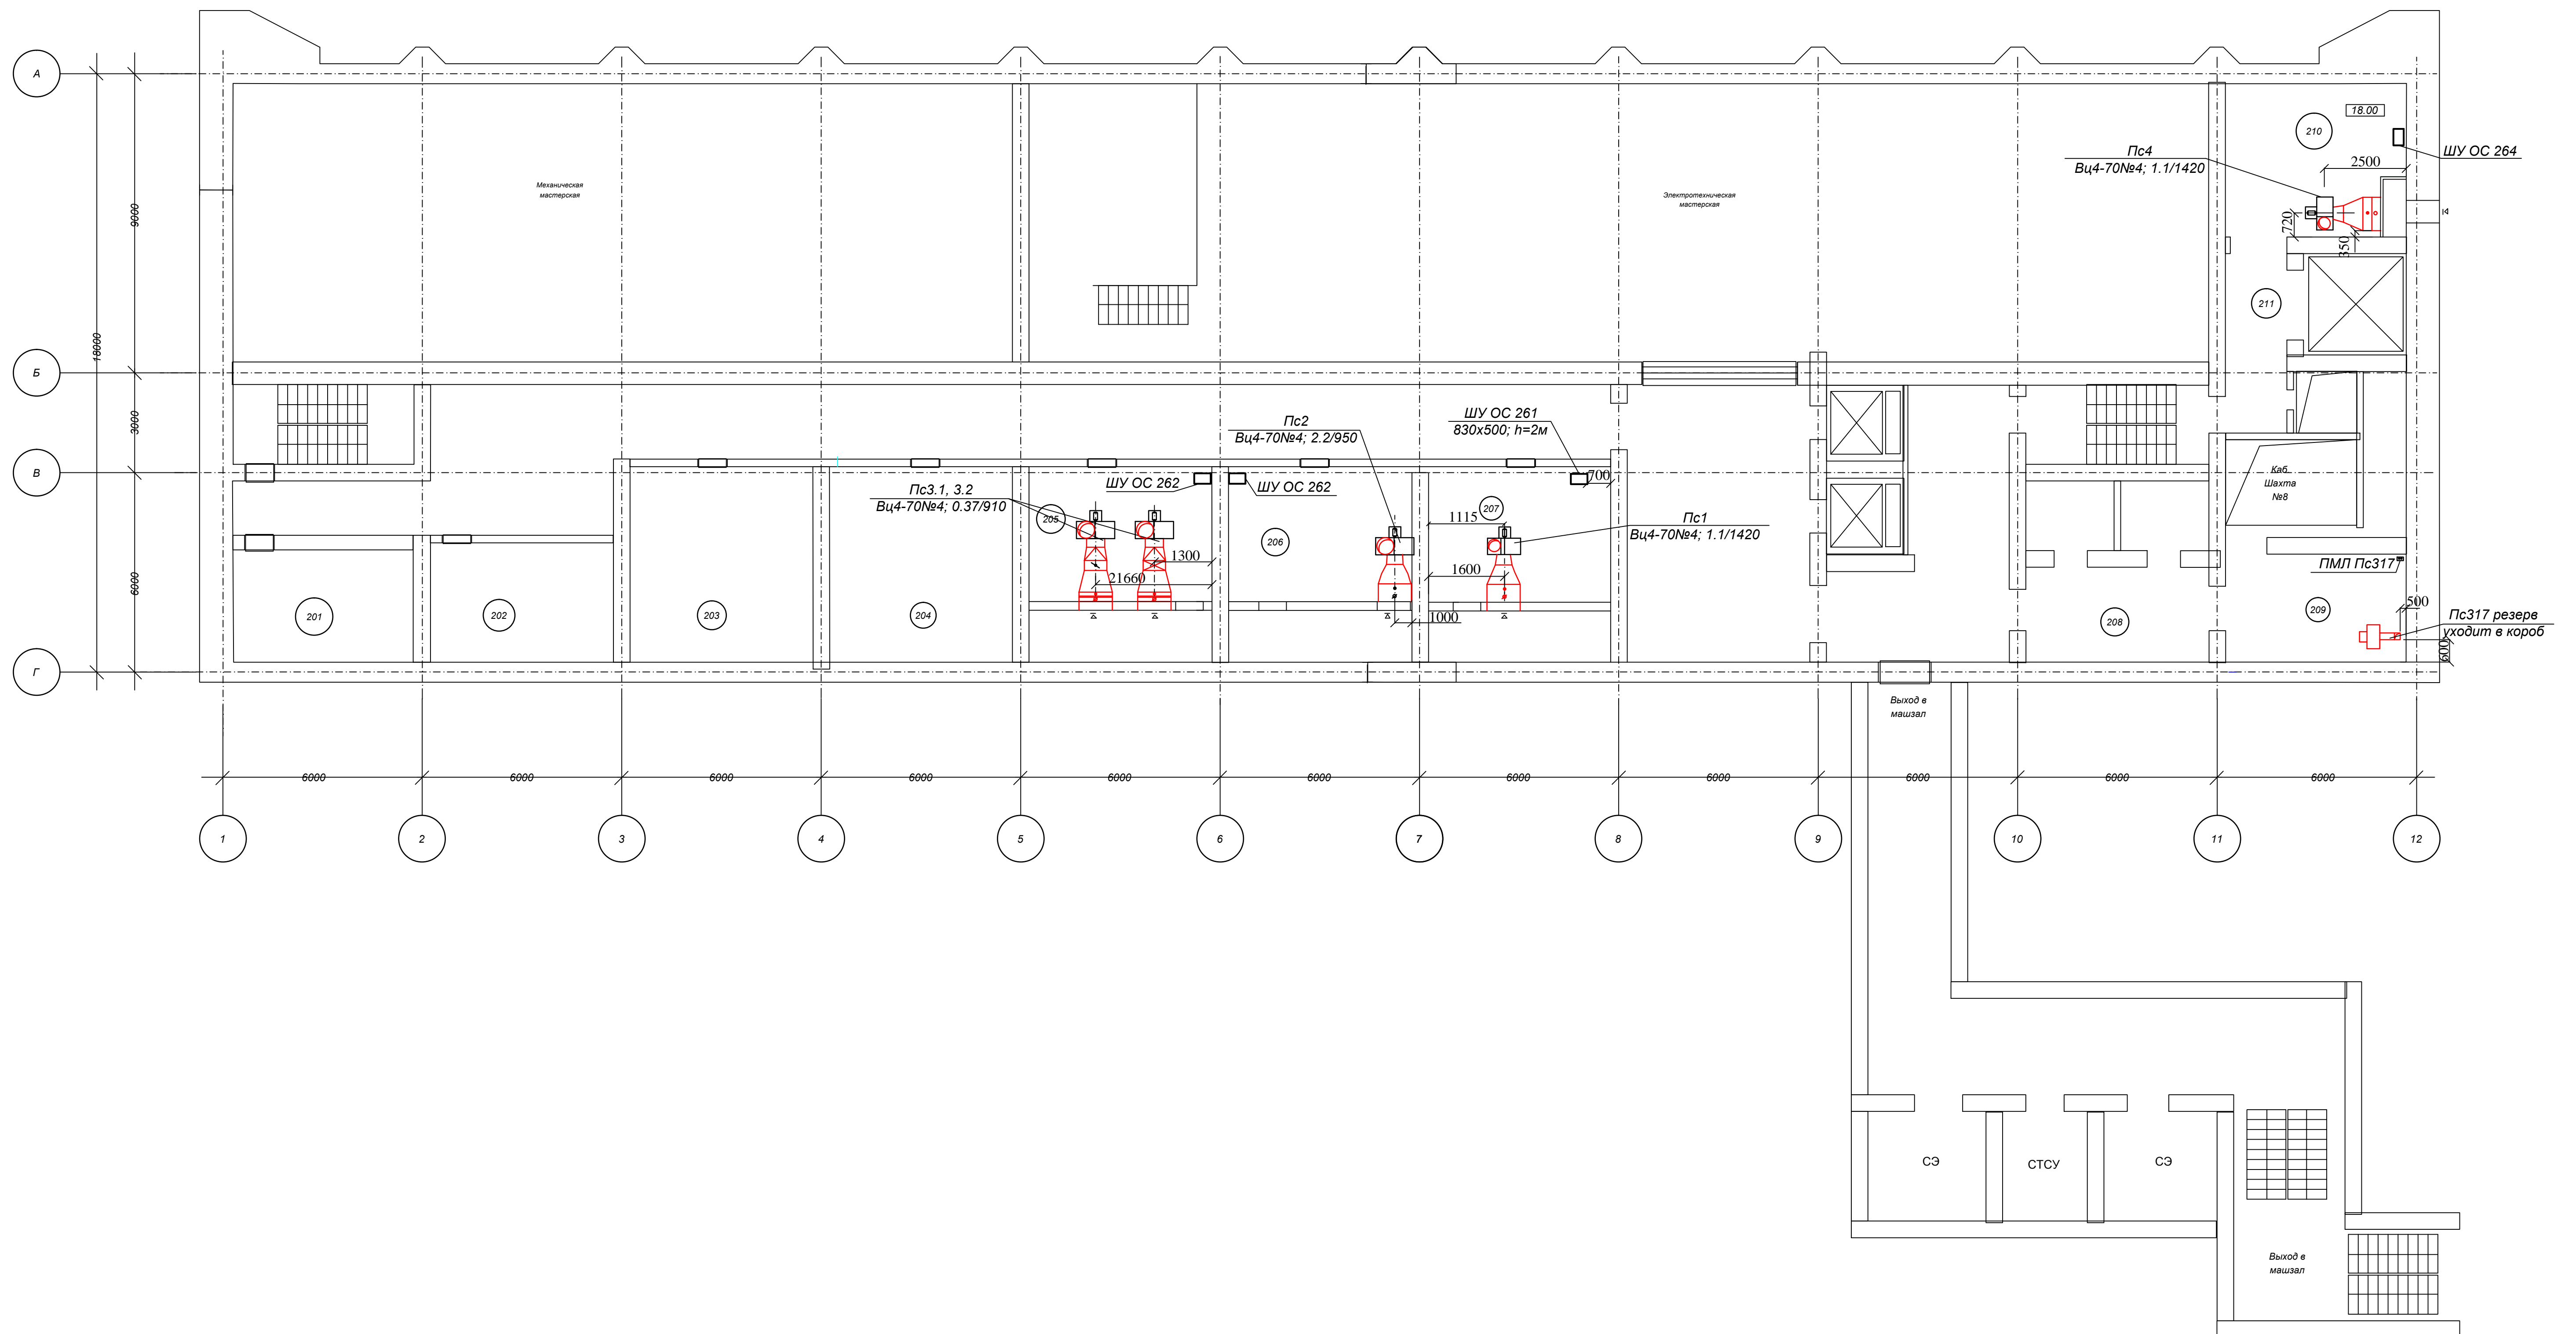 А
Б
В
Г
18000
9000
3000
6000
Механическая
мастерская
Электротехническая
мастерская
18.00
210
ШУ ОС 264
Пс4
Вц4-70№4; 1.1/1420
2500
720
350
211
Пс2
Вц4-70№4; 2.2/950
ШУ ОС 261
830х500; h=2м
700
ШУ ОС 262
ШУ ОС 262
Пс3.1, 3.2
Вц4-70№4; 0.37/910
205
206
207
1115
Пс1
Вц4-70№4; 1.1/1420
1300
21660
1600
1000
Каб.
Шахта
№8
ПМЛ Пс317
500
Пс317 резерв
уходит в короб
600
201
202
203
204
208
209
Выход в
машзал
6000
6000
6000
6000
6000
6000
6000
6000
6000
6000
6000
1
2
3
4
5
6
7
8
9
10
11
12
СЭ
СТСУ
СЭ
Выход в
машзал